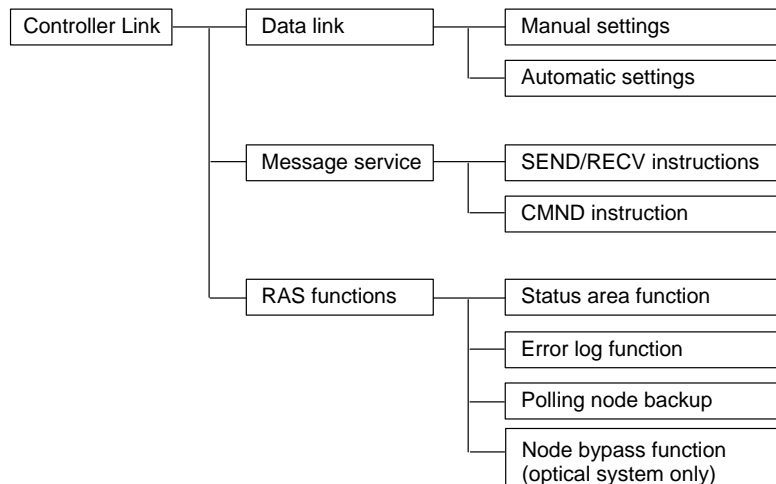 Controller Link
Data link
Manual settings
Automatic settings
Message service
SEND/RECV instructions
CMND instruction
RAS functions
Status area function
Error log function
Polling node backup
Node bypass function
(optical system only)